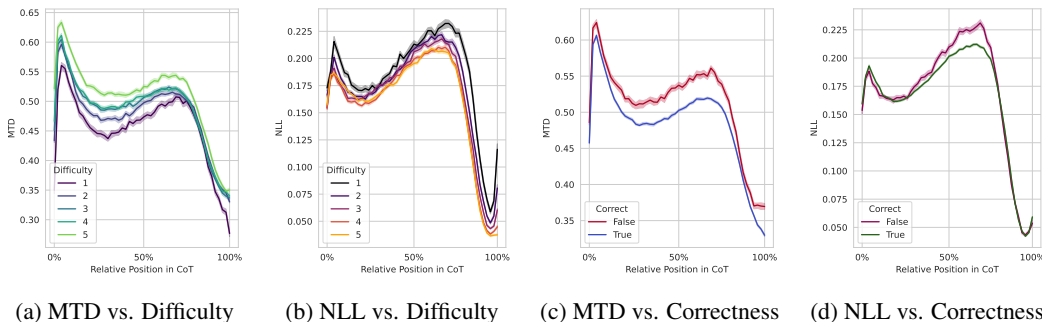 0.65
0.60
0.55
0.50
0.45
0.40
0.35
0.30
MTD
Difficulty
1
2
3
4
5
0%
50%
100%
Relative Position in CoT
(a) MTD vs. Difficulty
0.225
0.200
0.175
0.150
0.125
0.100
0.075
0.050
NLL
Difficulty
1
2
3
4
5
0%
50%
100%
Relative Position in CoT
(b) NLL vs. Difficulty
0.60
0.55
0.50
0.45
0.40
0.35
MTD
Correct
False
True
0%
50%
100%
Relative Position in CoT
(c) MTD vs. Correctness
0.225
0.200
0.175
0.150
0.125
0.100
0.075
0.050
NLL
Correct
False
True
0%
50%
100%
Relative Position in CoT
(d) NLL vs. Correctness